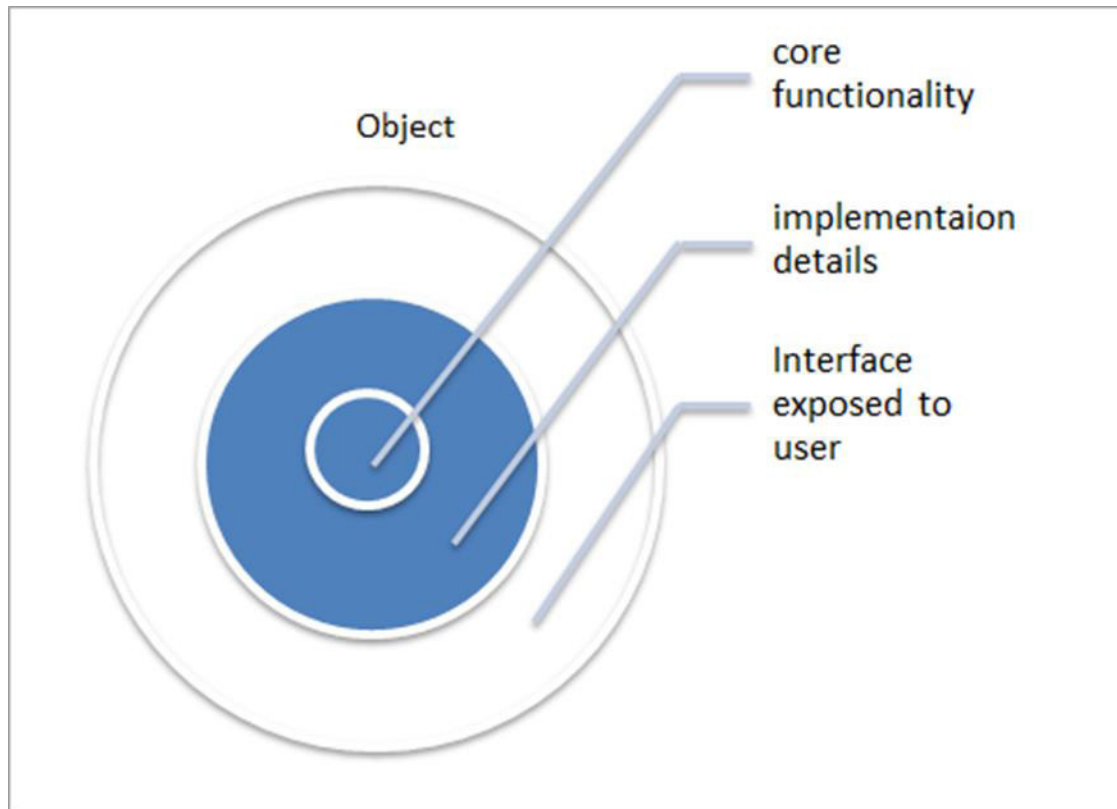 core
functionality
Object
implementaion
details
Interface
exposed to
user